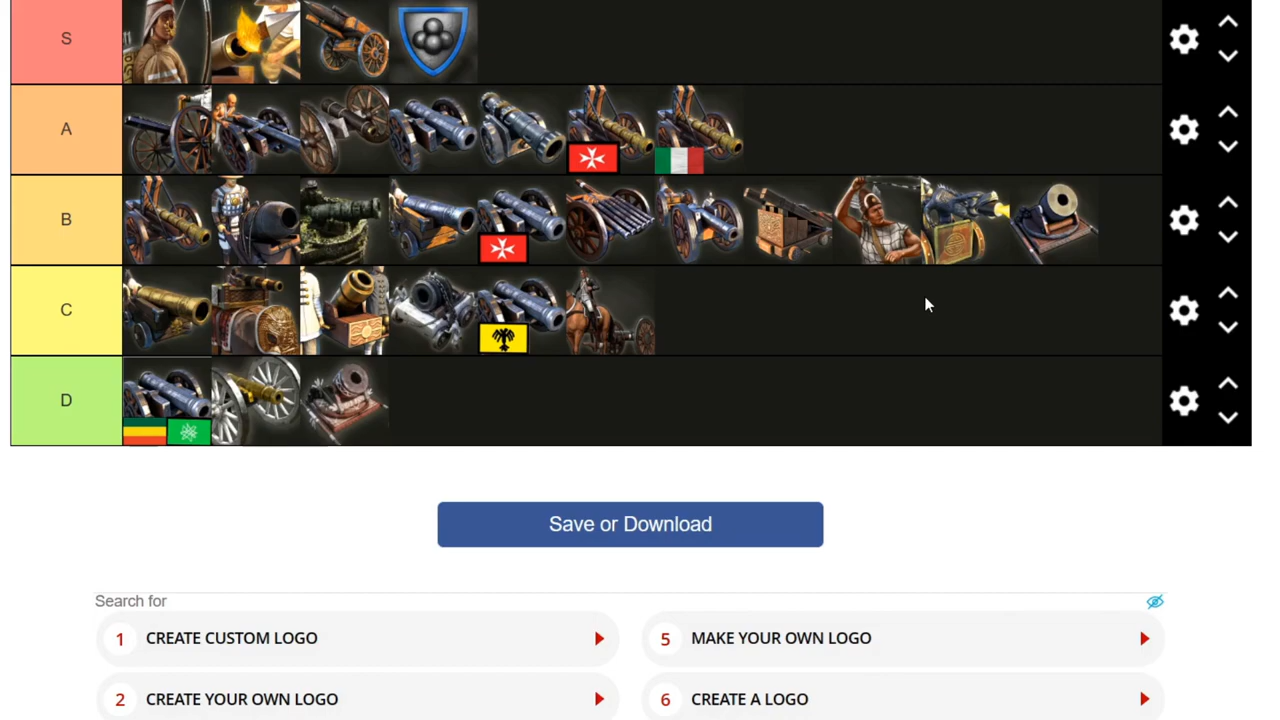 S
A
B
C
D
Save or Download
Search for
1 CREATE CUSTOM LOGO
5 MAKE YOUR OWN LOGO
2 CREATE YOUR OWN LOGO
6 CREATE A LOGO